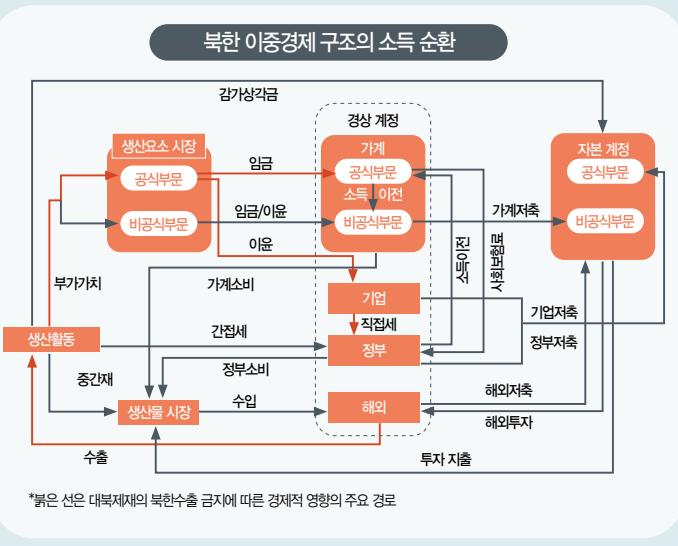 북한 이중경제 구조의 소득 순환
감가상각금
경상 계정
생산요소 시장
공식부문
비공식부문
임금
임금/이윤
이윤
가계
공식부문
소득 이전
비공식부문
자본 계정
공식부문
비공식부문
가계저축
소득이전
사회보험료
부가가치
가계소비
기업
직접세
기업저축
정부저축
생산활동
간접세
정부
정부소비
중간재
생산물 시장
수입
해외
해외저축
해외투자
수출
투자 지출
*붉은 선은 대북제재의 북한수출 금지에 따른 경제적 영향의 주요 경로